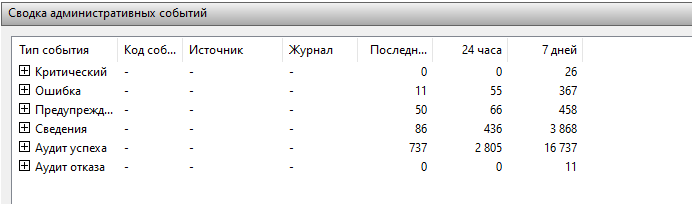 Сводка административных событий
Тип события Код соб... Источник Журнал Последн... 24 часа 7 дней
Критический - - - 0 0 26
Ошибка - - - 11 55 367
Предупрежд... - - - 50 66 458
Сведения - - - 86 436 3 868
Аудит успеха - - - 737 2 805 16 737
Аудит отказа - - - 0 0 11